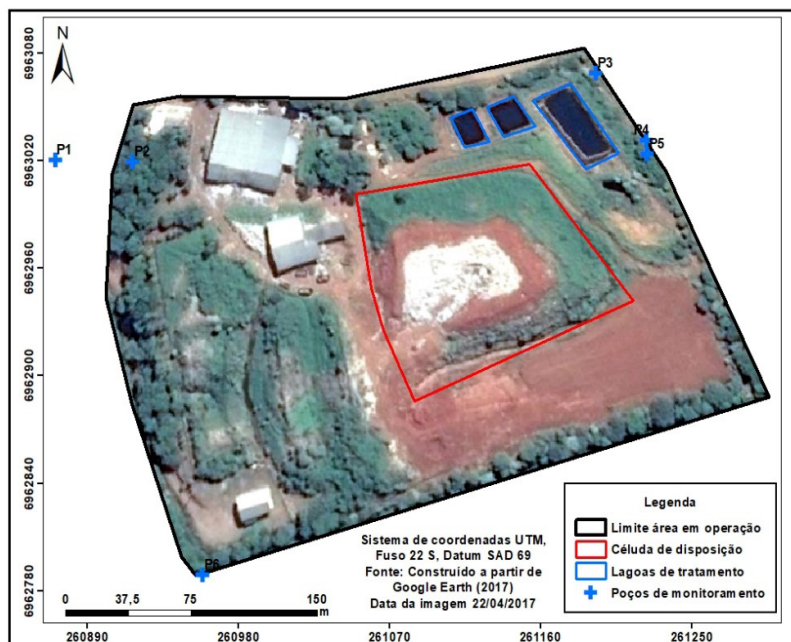 N
6963080
6963020
6962960
6962900
6962840
6962780
P1
P2
P3
P4
P5
P6
Sistema de coordenadas UTM,
Fuso 22 S, Datum SAD 69
Fonte: Construído a partir de
Google Earth (2017)
Data da imagem 22/04/2017
Legenda
Limite área em operação
Céluda de disposição
Lagoas de tratamento
Poços de monitoramento
0 37,5 75 150
m
260890 260980 261070 261160 261250